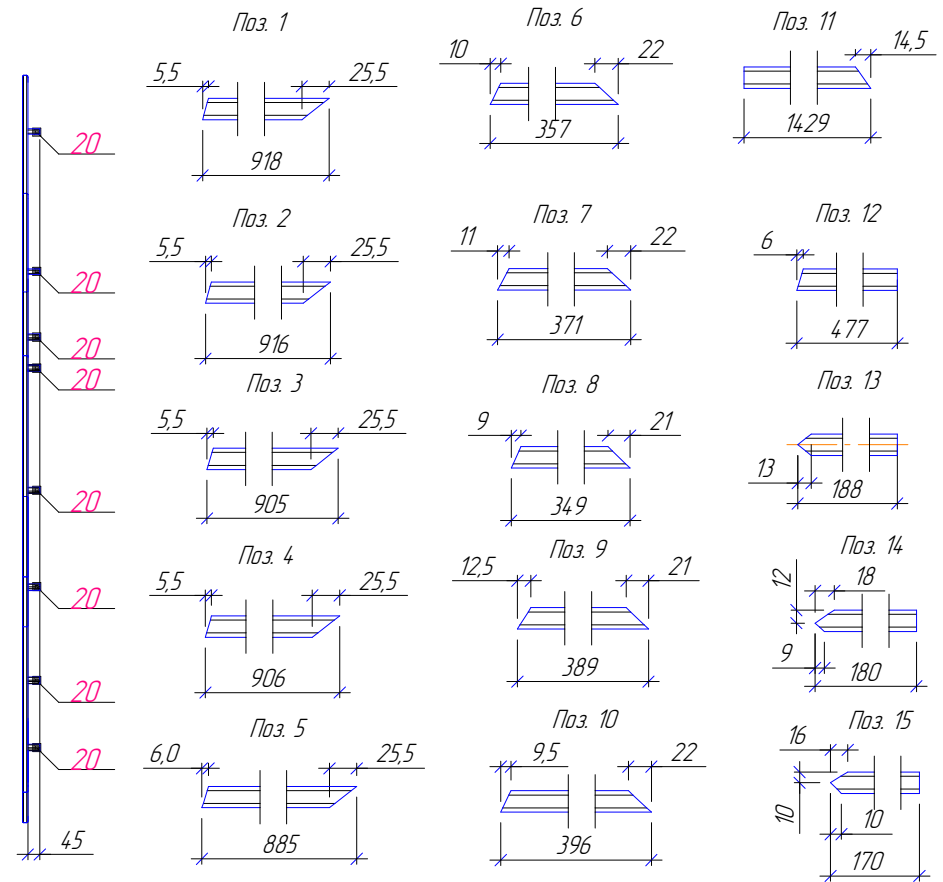 20
20
20
20
20
20
20
20
45
Поз. 1
5,5 25,5
918
Поз. 2
5,5 25,5
916
Поз. 3
5,5 25,5
905
Поз. 4
5,5 25,5
906
Поз. 5
6,0 25,5
885
Поз. 6
10 22
357
Поз. 7
11 22
371
Поз. 8
9 21
349
Поз. 9
12,5 21
389
Поз. 10
9,5 22
396
Поз. 11
14,5
1429
Поз. 12
6
477
Поз. 13
13 188
Поз. 14
12 18
9 180
Поз. 15
16
10 10
170